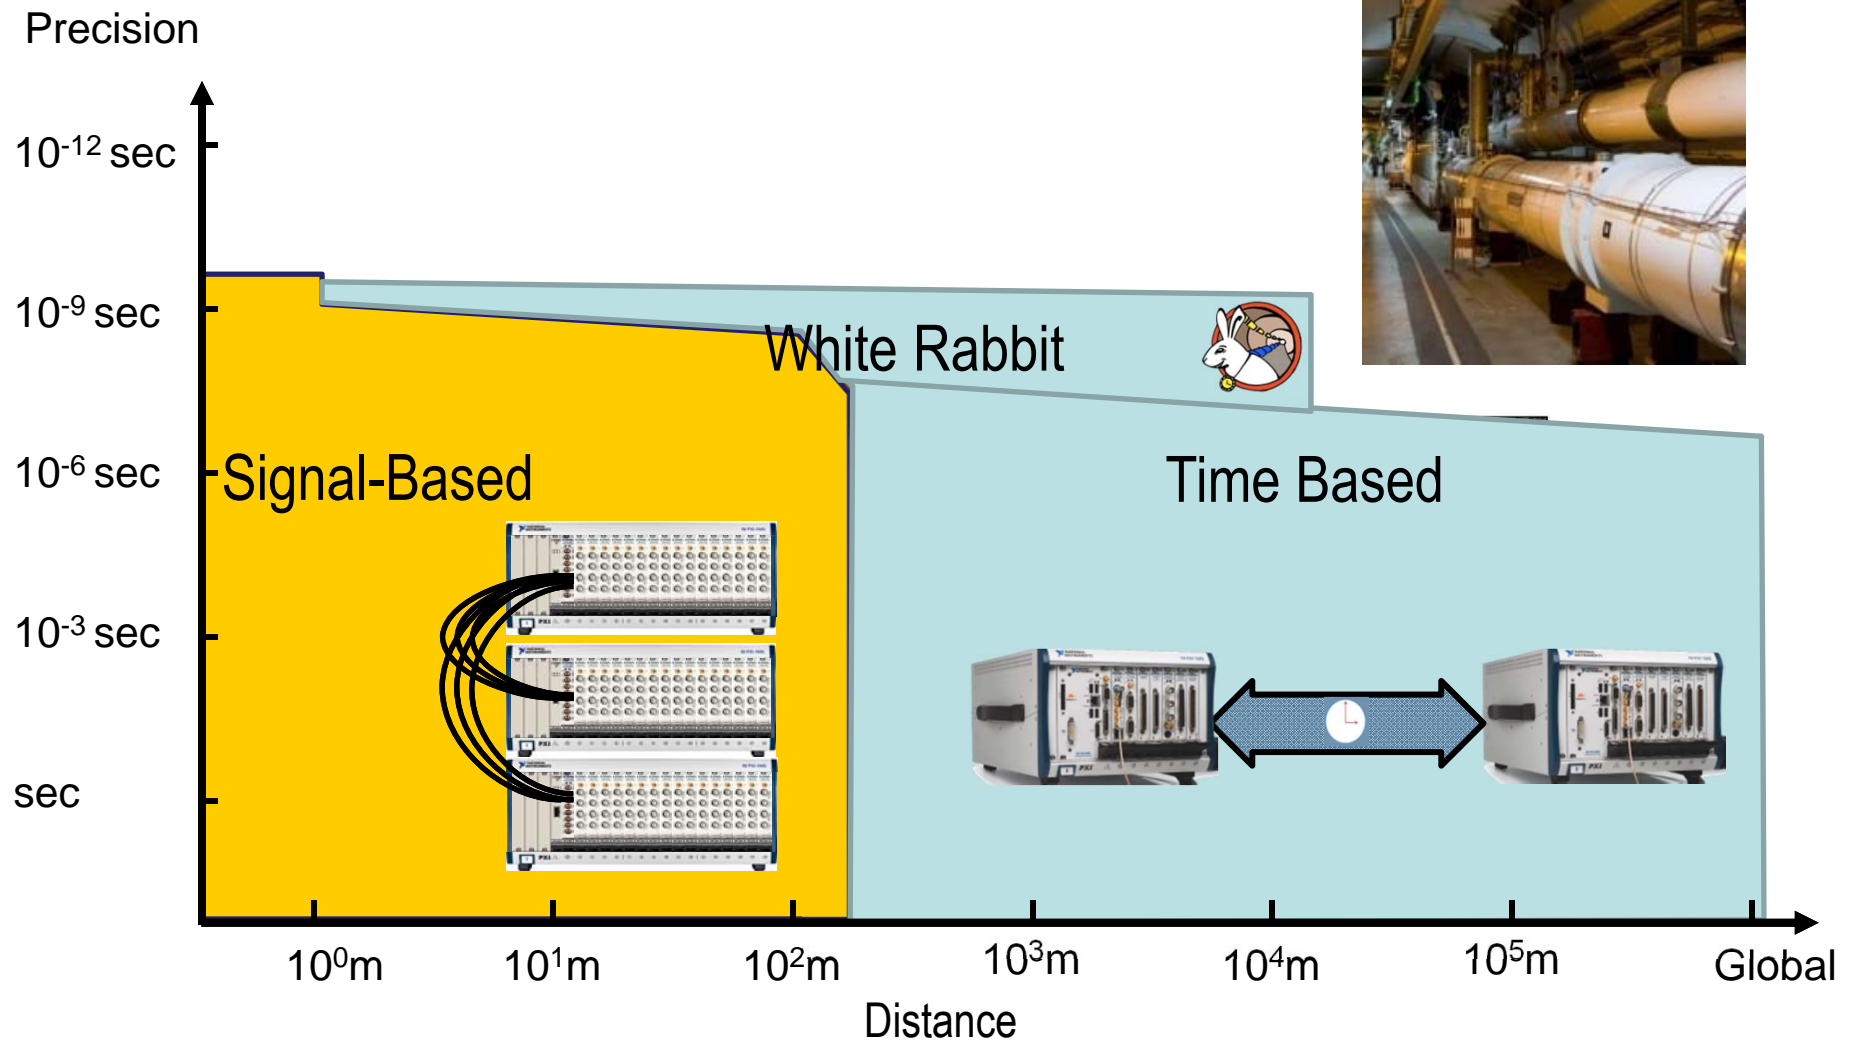 Precision
10⁻¹² sec
10⁻⁹ sec
White Rabbit
10⁻⁶ sec
Signal-Based
Time Based
10⁻³ sec
sec
10⁰m
10¹m
10²m
10³m
10⁴m
10⁵m
Global
Distance